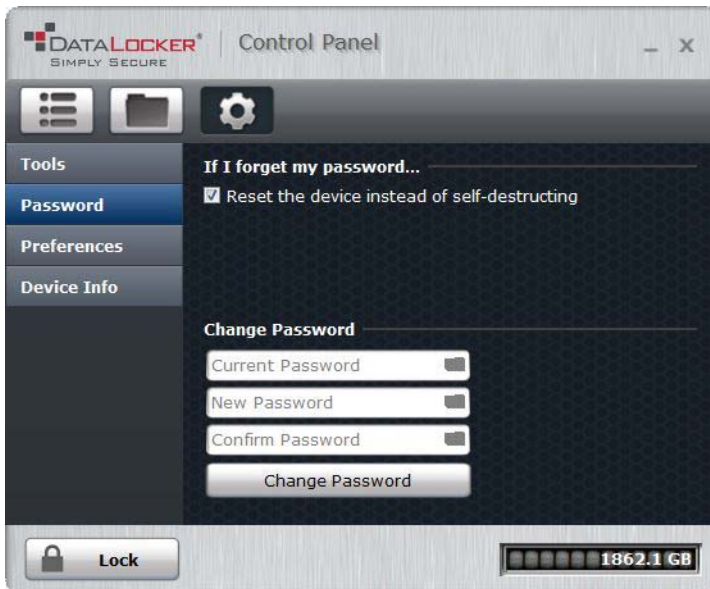 DATALOCKER®
SIMPLY SECURE
Control Panel
Tools
Password
Preferences
Device Info
If I forget my password...
Reset the device instead of self-destructing
Change Password
Current Password
New Password
Confirm Password
Change Password
Lock
1862.1 GB